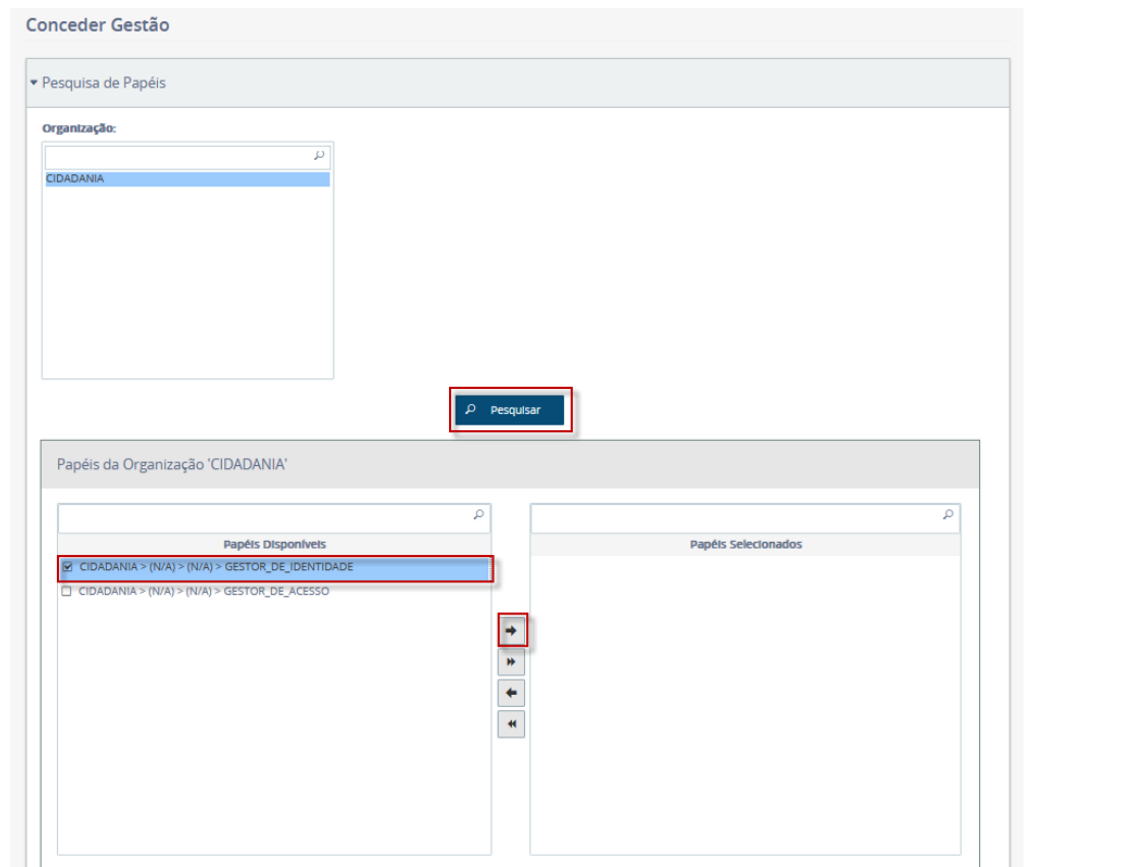 Conceder Gestão
Pesquisa de Papéis
Organização:
CIDADANIA
Pesquisar
Papéis da Organização 'CIDADANIA'
Papéis Disponíveis
Papéis Selecionados
CIDADANIA > (N/A) > (N/A) > GESTOR_DE_IDENTIDADE
CIDADANIA > (N/A) > (N/A) > GESTOR_DE_ACESSO